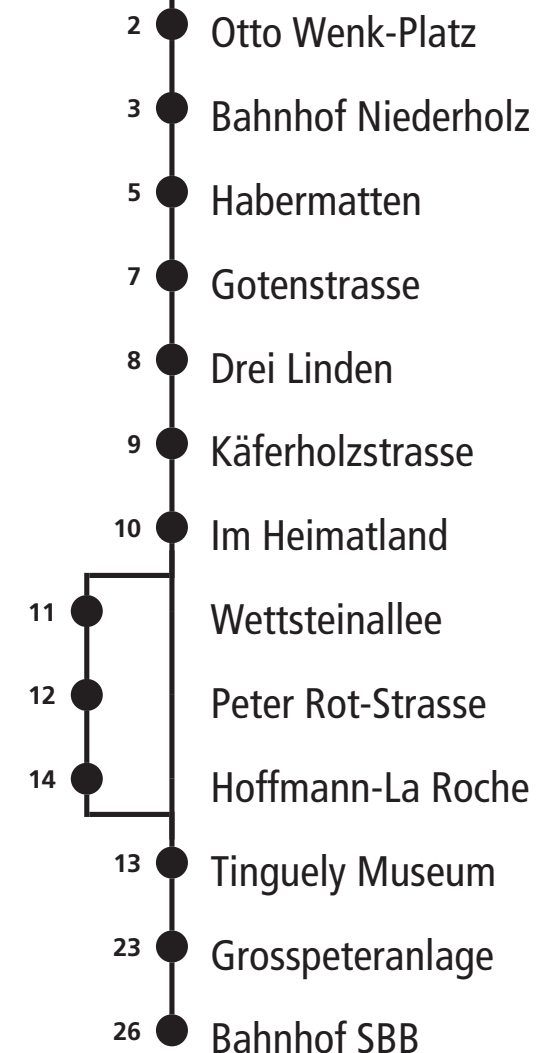 2 Otto Wenk-Platz
3 Bahnhof Niederholz
5 Habermatten
7 Gotenstrasse
8 Drei Linden
9 Käferholzstrasse
10 Im Heimatland
11 Wettsteinallee
12 Peter Rot-Strasse
14 Hoffmann-La Roche
13 Tinguely Museum
23 Grosspeteranlage
26 Bahnhof SBB